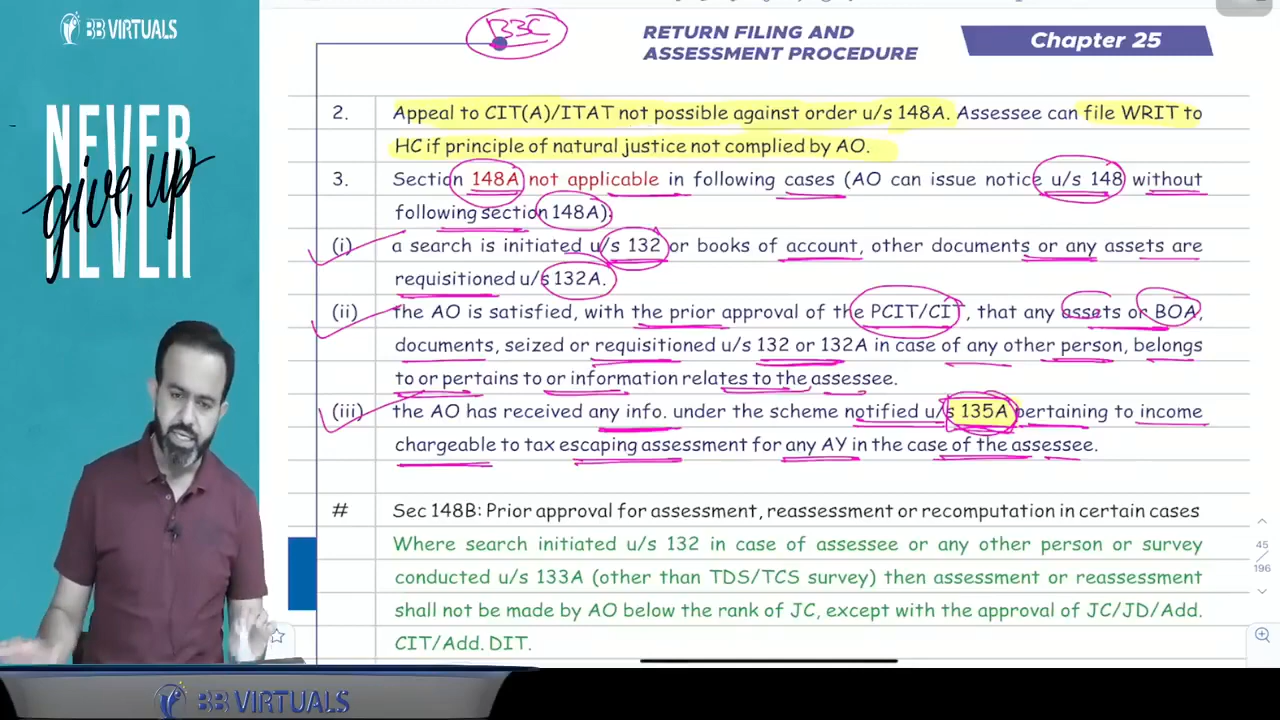 BB VIRTUALS
NEVER
give up
NEVER
BBC
RETURN FILING AND
ASSESSMENT PROCEDURE
Chapter 25
2. Appeal to CIT(A)/ITAT not possible against order u/s 148A. Assessee can file WRIT to
HC if principle of natural justice not complied by AO.
3. Section 148A not applicable in following cases (AO can issue notice u/s 148 without
following section 148A).
(i) a search is initiated u/s 132 or books of account, other documents or any assets are
requisitioned u/s 132A.
(ii) the AO is satisfied, with the prior approval of the PCIT/CIT, that any assets or BOA,
documents, seized or requisitioned u/s 132 or 132A in case of any other person, belongs
to or pertains to or information relates to the assessee.
(iii) the AO has received any info. under the scheme notified u/s 135A pertaining to income
chargeable to tax escaping assessment for any AY in the case of the assessee.
# Sec 148B: Prior approval for assessment, reassessment or recomputation in certain cases
Where search initiated u/s 132 in case of assessee or any other person or survey
conducted u/s 133A (other than TDS/TCS survey) then assessment or reassessment
shall not be made by AO below the rank of JC, except with the approval of JC/JD/Add.
CIT/Add. DIT.
45
196
BB VIRTUALS